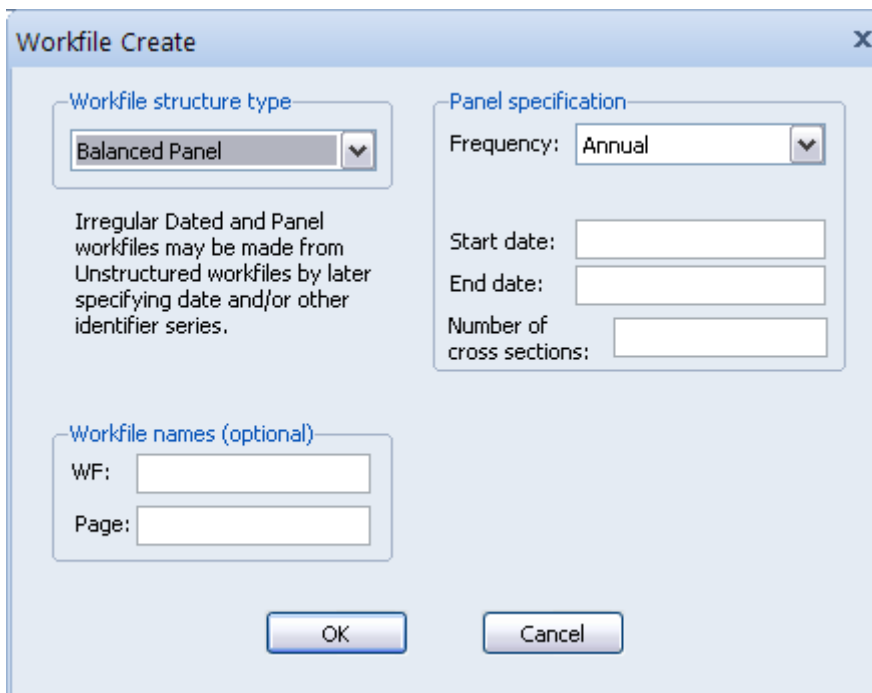 Workfile Create
x
Workfile structure type
Balanced Panel
Irregular Dated and Panel
workfiles may be made from
Unstructured workfiles by later
specifying date and/or other
identifier series.
Panel specification
Frequency: Annual
Start date:
End date:
Number of
cross sections:
Workfile names (optional)
WF:
Page:
OK Cancel